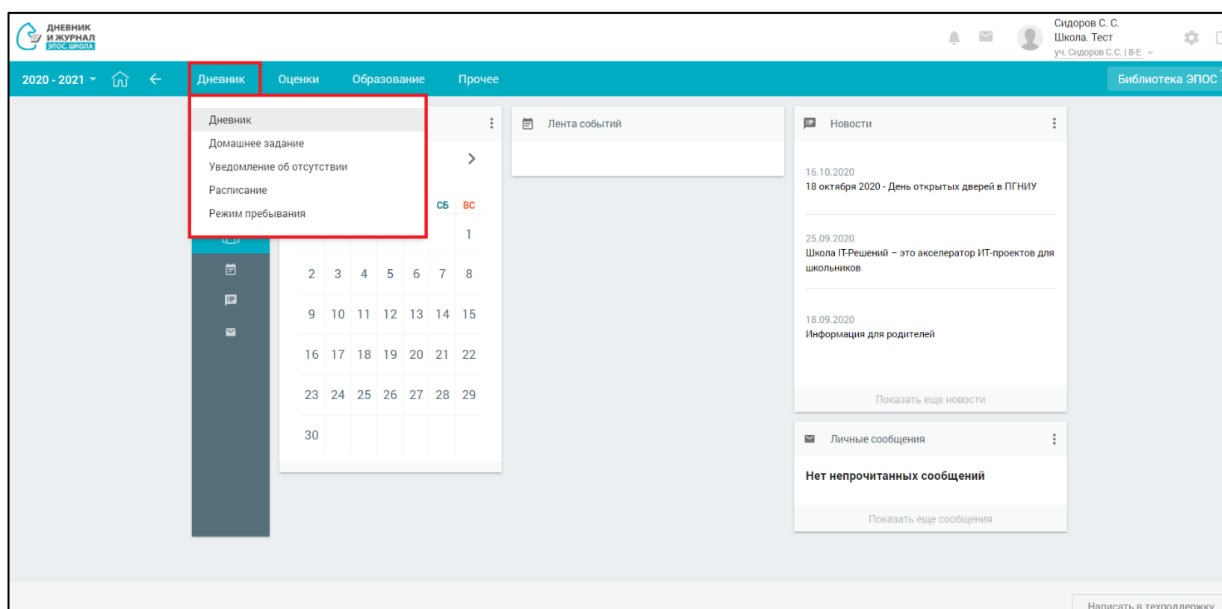 ДНЕВНИК
И ЖУРНАЛ
ЭПОС.ШКОЛА
Сидоров С. С.
Школа. Тест
уч. Сидоров С.С. | 8-Е
2020 - 2021
Дневник
Оценки
Образование
Прочее
Библиотека ЭПОС
Дневник
Домашнее задание
Уведомление об отсутствии
Расписание
Режим пребывания
СБ ВС
1
2 3 4 5 6 7 8
9 10 11 12 13 14 15
16 17 18 19 20 21 22
23 24 25 26 27 28 29
30
Лента событий
Новости
16.10.2020
18 октября 2020 - День открытых дверей в ПГНИУ
25.09.2020
Школа IT-Решений – это акселератор ИТ-проектов для
школьников
18.09.2020
Информация для родителей
Показать еще новости
Личные сообщения
Нет непрочитанных сообщений
Показать еще сообщения
Написать в техподдержку